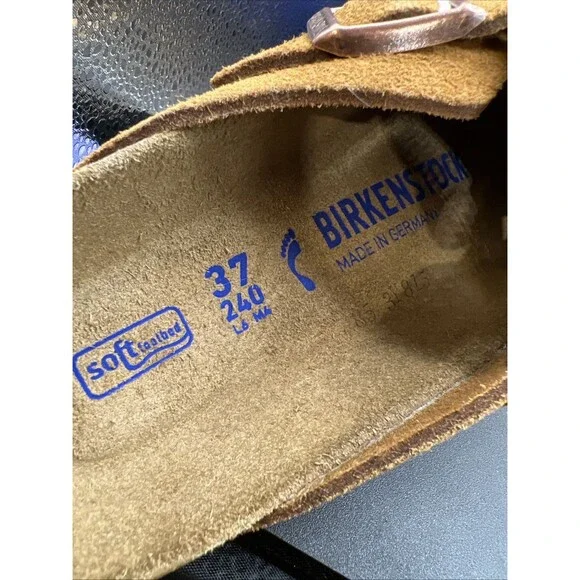 BIRKENSTOCK
MADE IN GERMANY
37
240
L6 M4
soft footbed